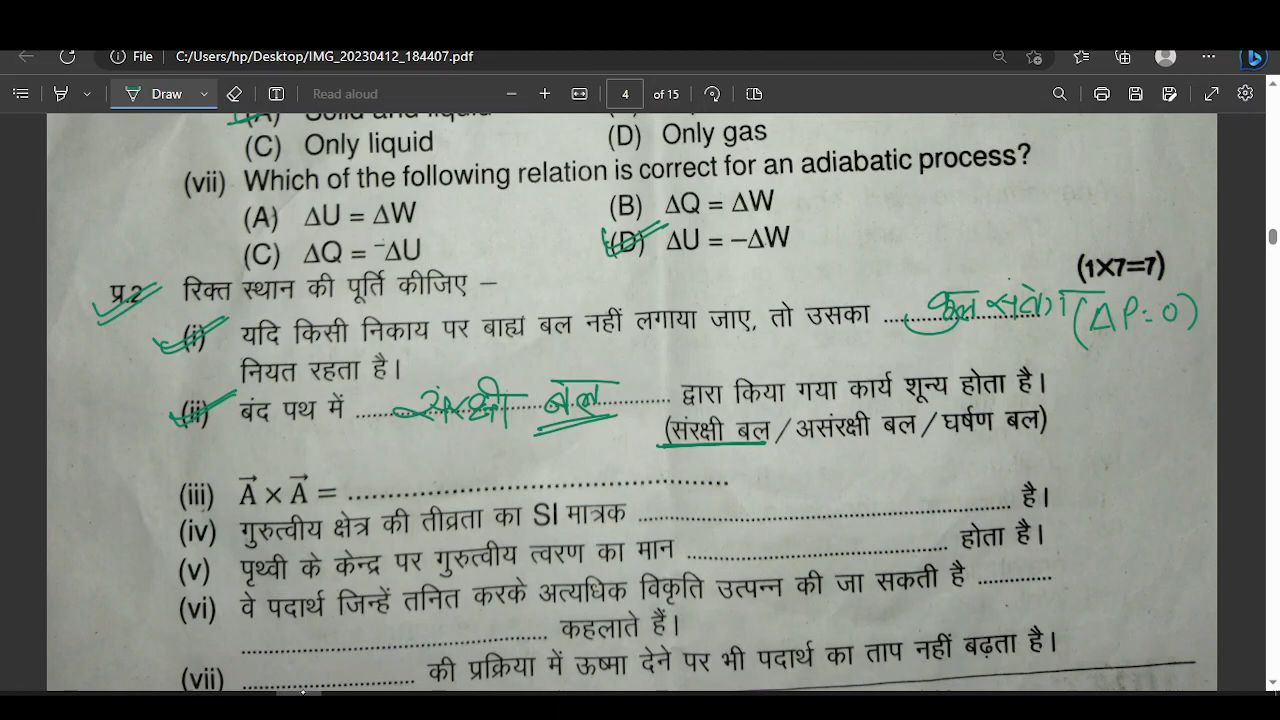 File C:/Users/hp/Desktop/IMG_20230412_184407.pdf
Draw Read aloud 4 of 15
(A) Solid and liquid
(C) Only liquid (D) Only gas
(vii) Which of the following relation is correct for an adiabatic process?
(A) ΔU = ΔW (B) ΔQ = ΔW
(C) ΔQ = -ΔU (D) ΔU = -ΔW
प्र.2 रिक्त स्थान की पूर्ति कीजिए – (1X7=7)
(i) यदि किसी निकाय पर बाह्य बल नहीं लगाया जाए, तो उसका .......... कुल संवेग (ΔP=0)
नियत रहता है।
(ii) बंद पथ में .......... संरक्षी बल .......... द्वारा किया गया कार्य शून्य होता है।
(संरक्षी बल / असंरक्षी बल / घर्षण बल)
(iii) A⃗ × A⃗ = ..........
(iv) गुरुत्वीय क्षेत्र की तीव्रता का SI मात्रक .......... है।
(v) पृथ्वी के केन्द्र पर गुरुत्वीय त्वरण का मान .......... होता है।
(vi) वे पदार्थ जिन्हें तनित करके अत्यधिक विकृति उत्पन्न की जा सकती है ..........
.......... कहलाते हैं।
(vii) .......... की प्रक्रिया में ऊष्मा देने पर भी पदार्थ का ताप नहीं बढ़ता है।